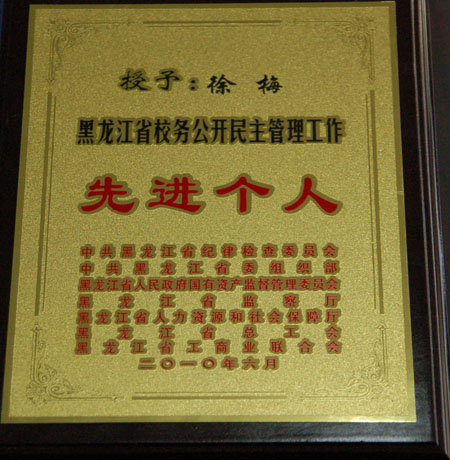 授予：徐 梅
黑龙江省校务公开民主管理工作
先进个人
中共黑龙江省纪律检查委员会
中共黑龙江省委组织部
黑龙江省人民政府国有资产监督管理委员会
黑龙江省监察厅
黑龙江省人力资源和社会保障厅
黑龙江省总工会
黑龙江省工商业联合会
二〇一〇年六月